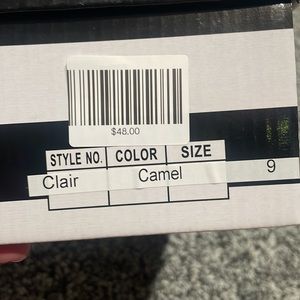 $48.00
STYLE NO. COLOR SIZE
Clair Camel 9